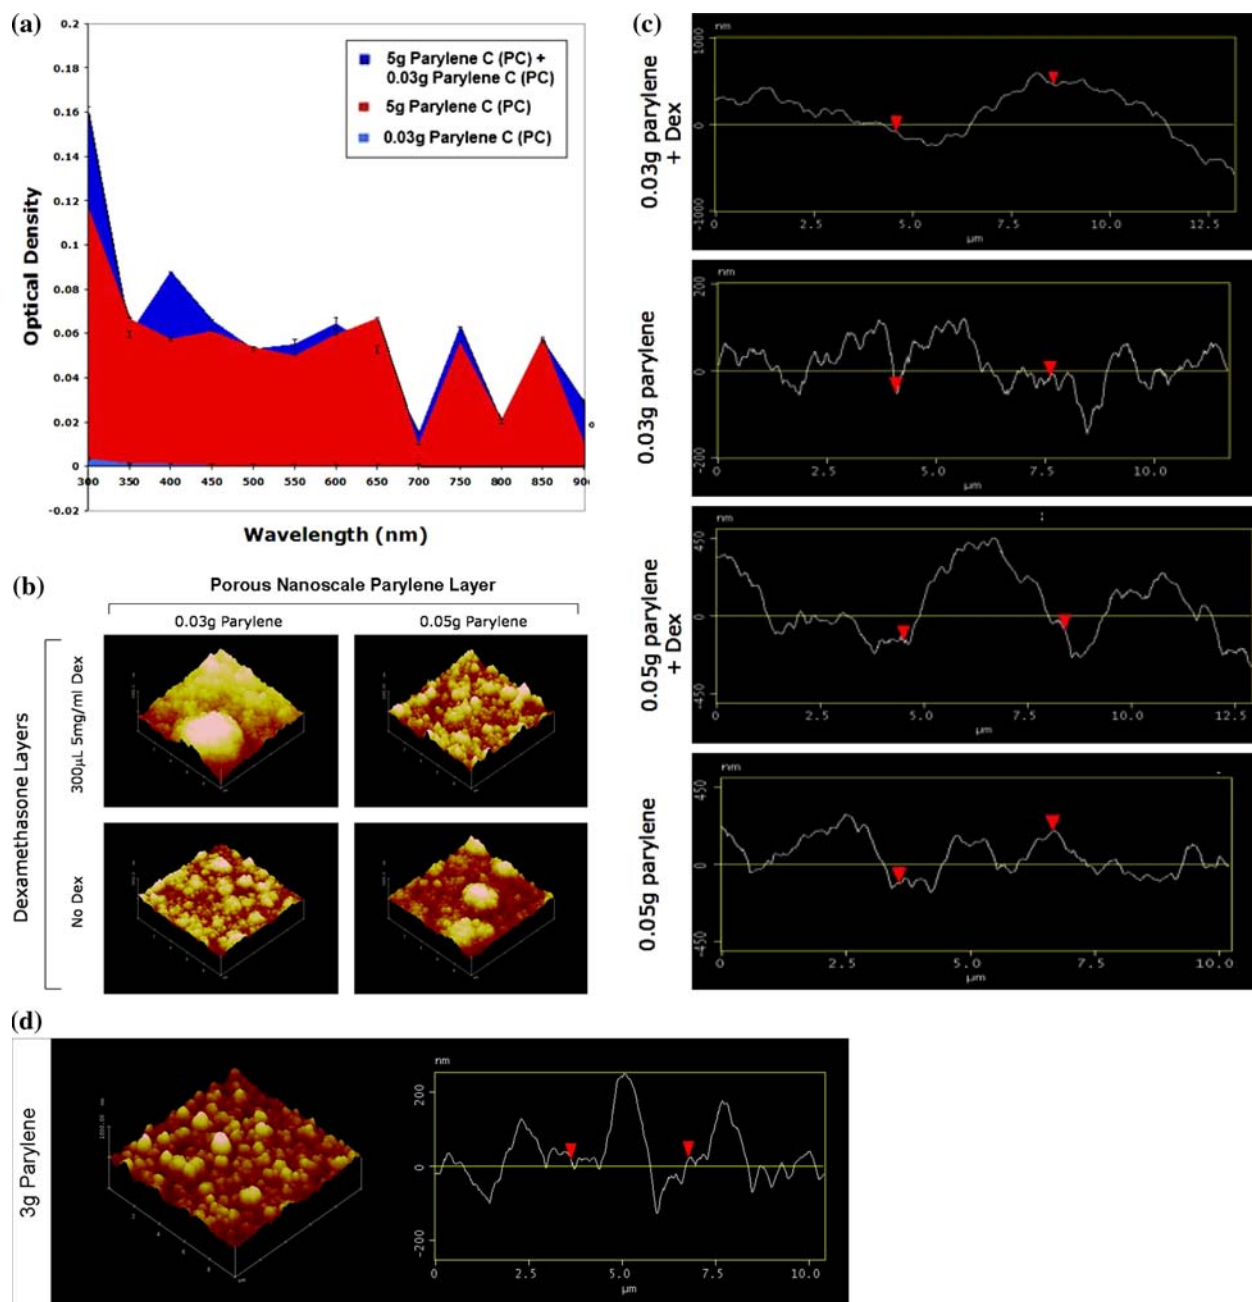 (a)
0.2
0.18
0.16
0.14
0.12
0.1
0.08
0.06
0.04
0.02
0
-0.02
Optical Density
5g Parylene C (PC) +
0.03g Parylene C (PC)
5g Parylene C (PC)
0.03g Parylene C (PC)
300 350 400 450 500 550 600 650 700 750 800 850 900
Wavelength (nm)
(b)
Porous Nanoscale Parylene Layer
0.03g Parylene 0.05g Parylene
Dexamethasone Layers
300µL 5mg/ml Dex
No Dex
(c)
0.03g parylene
+ Dex
nm
1000
0
-1000
2.5 5.0 7.5 10.0 12.5
µm
0.03g parylene
nm
200
0
-200
0 2.5 5.0 7.5 10.0
µm
0.05g parylene
+ Dex
nm
450
0
-450
0 2.5 5.0 7.5 10.0 12.5
µm
0.05g parylene
nm
450
0
-450
0 2.5 5.0 7.5 10.0
µm
(d)
3g Parylene
2 4 6 8
nm
200
0
-200
0 2.5 5.0 7.5 10.0
µm